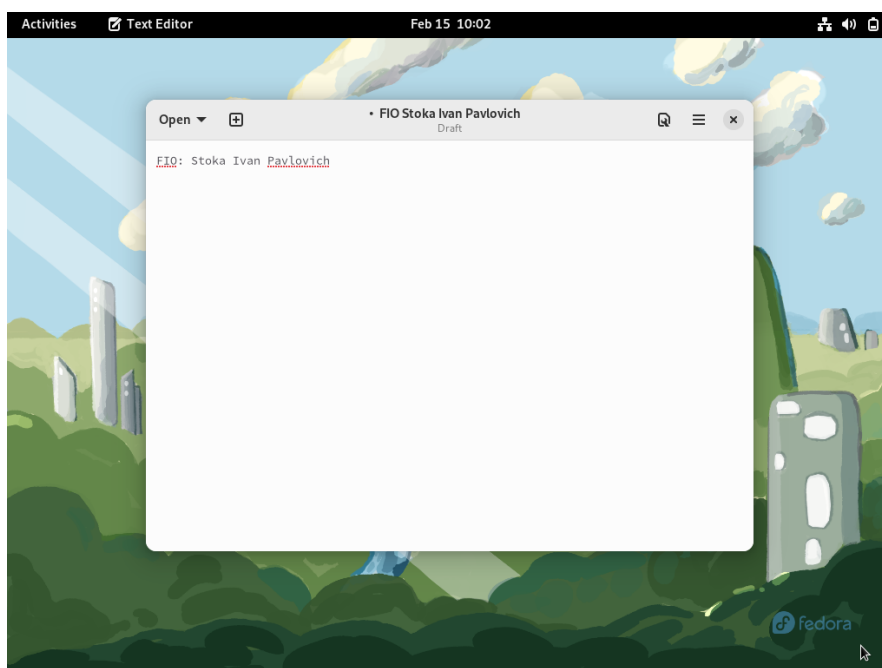 Activities Text Editor Feb 15 10:02
Open • FIO Stoka Ivan Pavlovich
Draft
FIO: Stoka Ivan Pavlovich
fedora